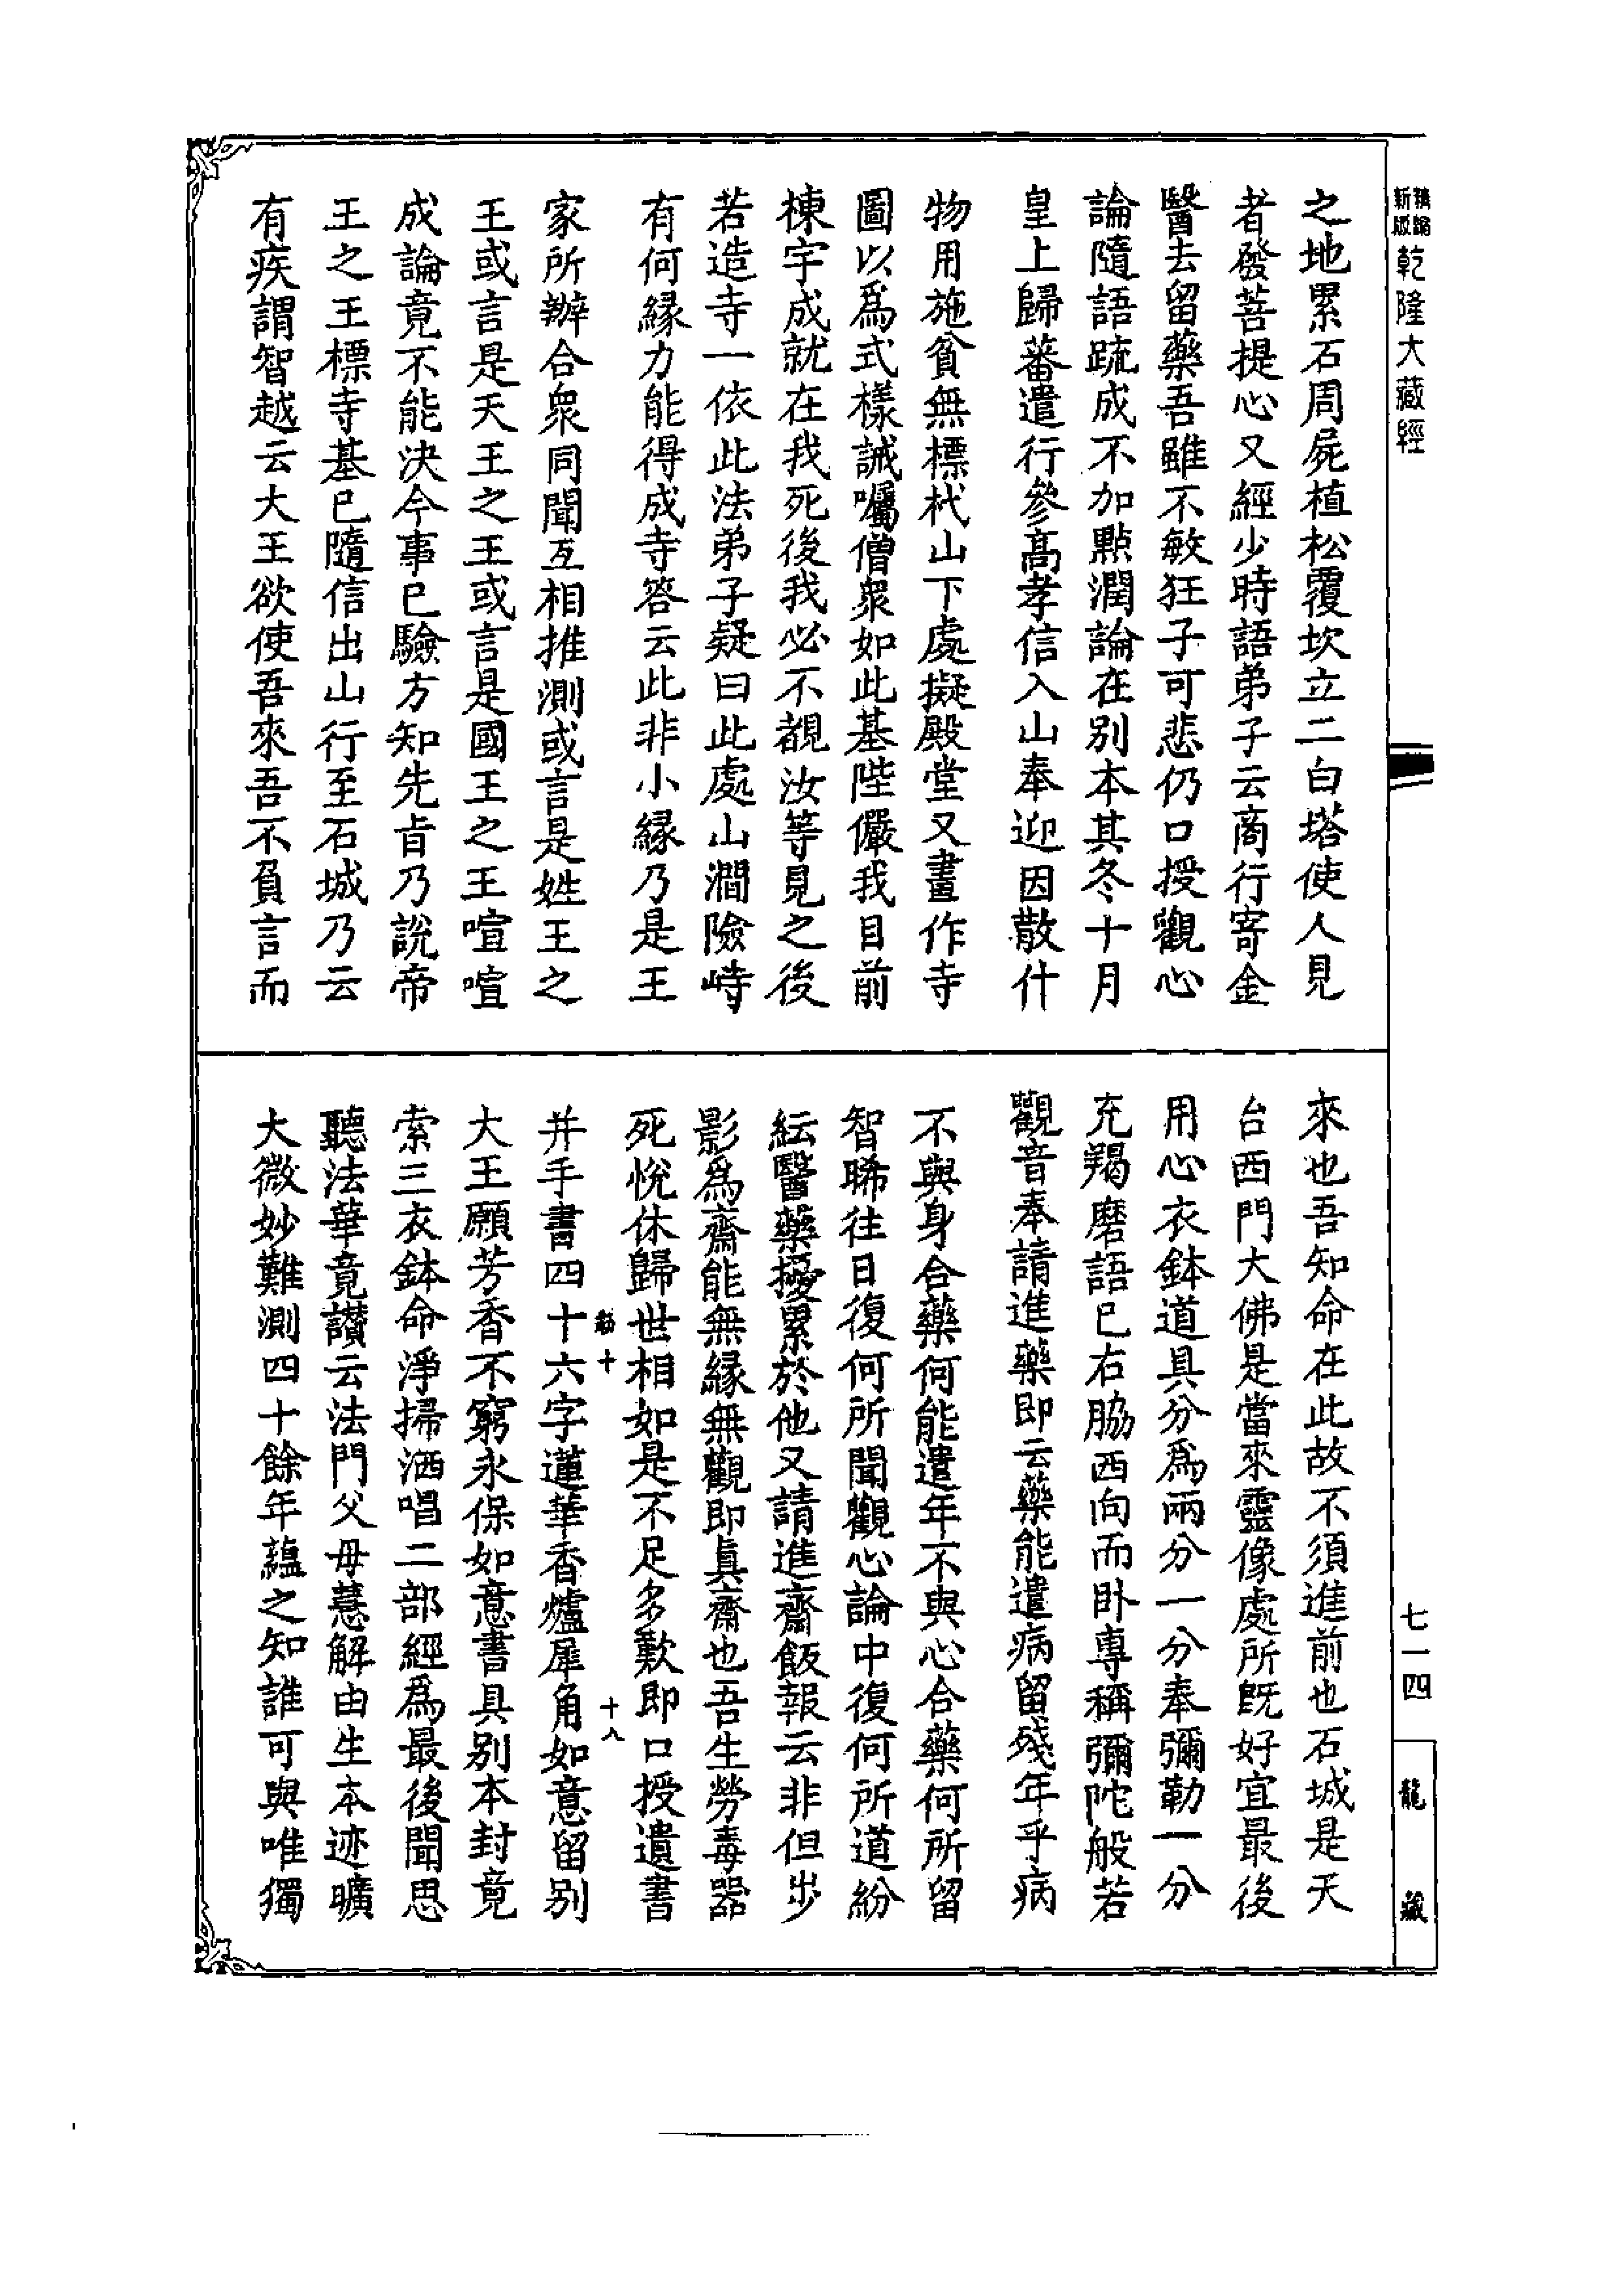 新版
精論
乾隆大藏經
之地累石周屍植松覆坎立二白塔使人見
者發菩提心又經少時語弟子云商行寄金
醫去留藥吾雖不敏狂子可悲仍口授觀心
論隨語疏成不加點潤論在別本其冬十月
皇上歸蕃遣行參高孝信入山奉迎因散什
物用施貧無標杙山下處擬殿堂又畫作寺
圖以爲式樣誡囑僧衆如此基陛儼我目前
棟宇成就在我死後我必不覩汝等見之後
若造寺一依此法弟子疑曰此處山澗險峙
有何緣力能得成寺答云此非小緣乃是王
家所辦合衆同聞互相推測或言是姓王之
王或言是天王之王或言是國王之王喧喧
成論竟不能決今事已驗方知先旨乃說帝
王之王標寺基已隨信出山行至石城乃云
有疾謂智越云大王欲使吾來吾不負言而
來也吾知命在此故不須進前也石城是天
台西門大佛是當來靈像處所既好宜最後
用心衣鉢道具分爲兩分一分奉彌勒一分
充羯磨語已右脇西向而卧專稱彌陀般若
觀音奉請進藥即云藥能遣病留殘年乎病
不與身合藥何能遣年不與心合藥何所留
智晞往日復何所聞觀心論中復何所道紛
紜醫藥擾累於他又請進齋飯報云非但步
影爲齋能無緣無觀即真齋也吾生勞毒器
死悅休歸世相如是不足多歎即口授遺書
十
十八
并手書四十六字蓮華香爐犀角如意留別
大王願芳香不窮永保如意書具別本封竟
索三衣鉢命淨掃洒唱二部經爲最後聞思
聽法華竟讚云法門父母慧解由生本迹曠
大微妙難測四十餘年蘊之知誰可與唯獨
七一四
龍藏